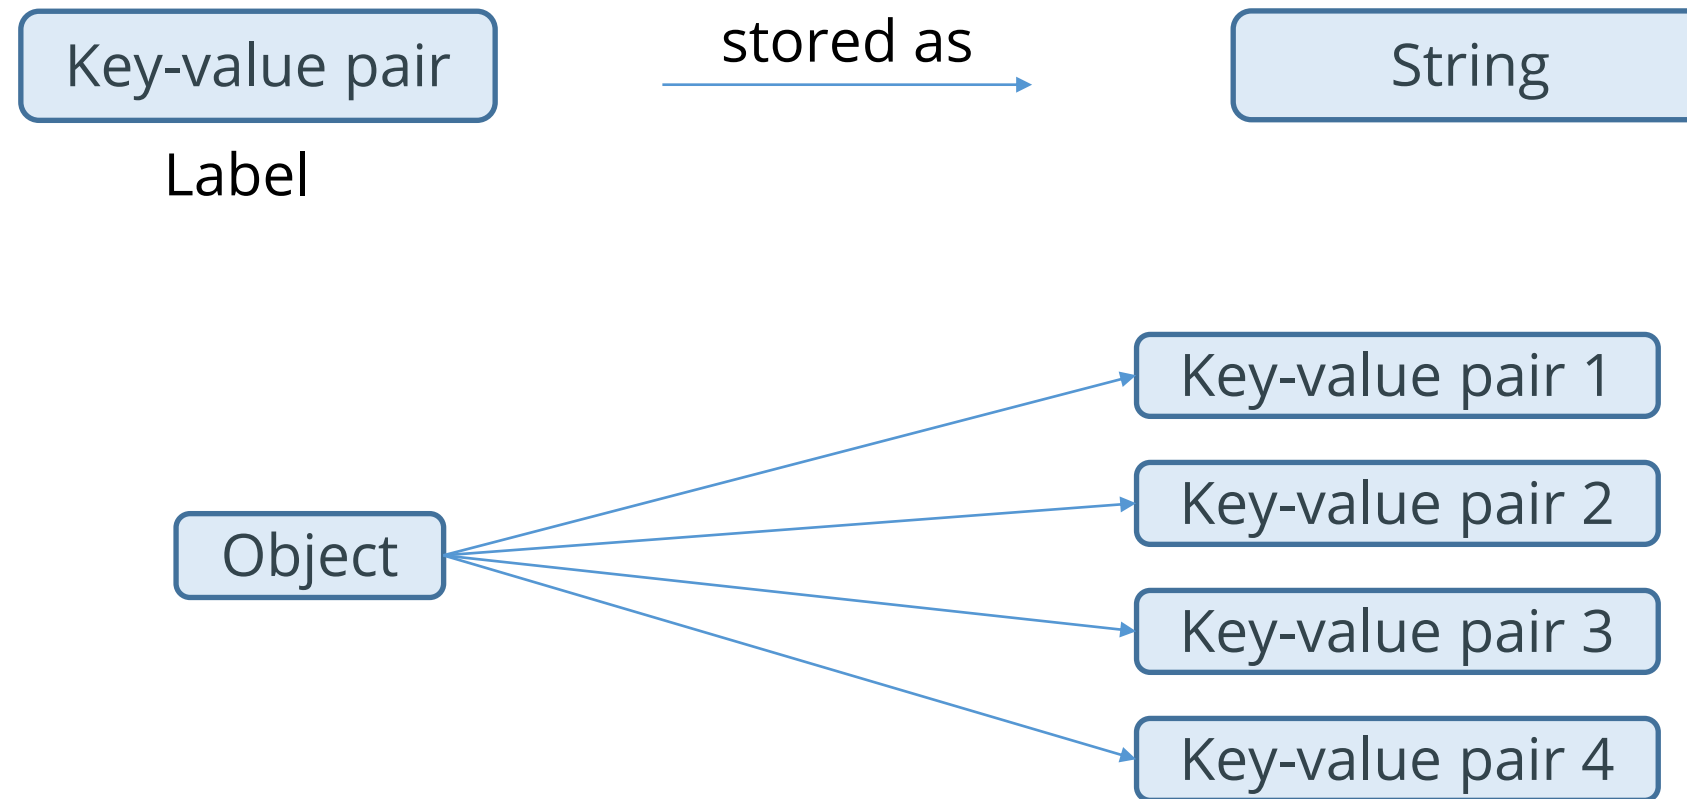 Key-value pair
stored as
String
Label
Key-value pair 1
Key-value pair 2
Object
Key-value pair 3
Key-value pair 4